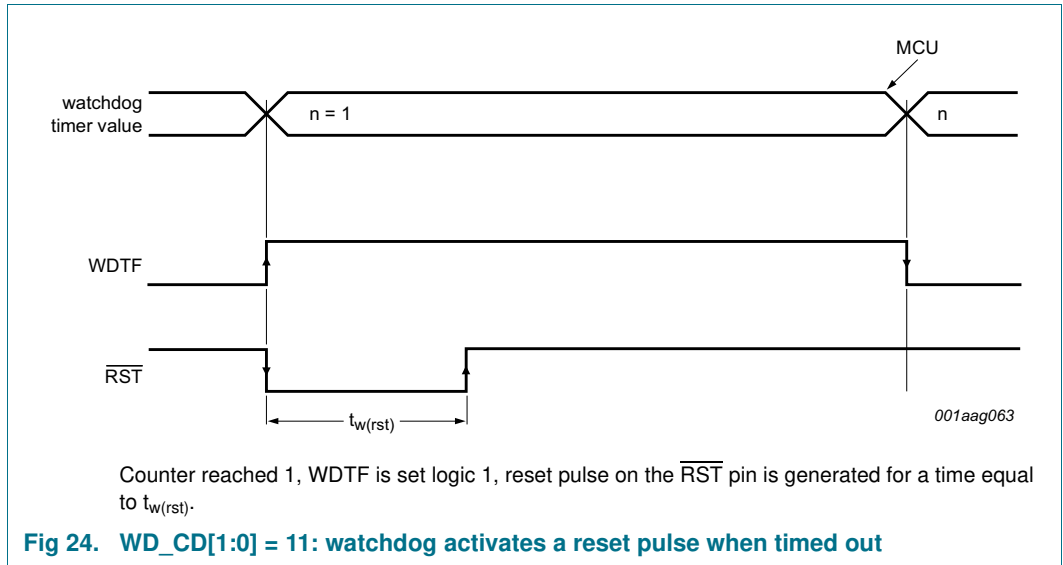 MCU
watchdog
timer value
n = 1
n
WDTF
RST
tw(rst)
001aag063
Counter reached 1, WDTF is set logic 1, reset pulse on the RST pin is generated for a time equal
to tw(rst).
Fig 24. WD_CD[1:0] = 11: watchdog activates a reset pulse when timed out